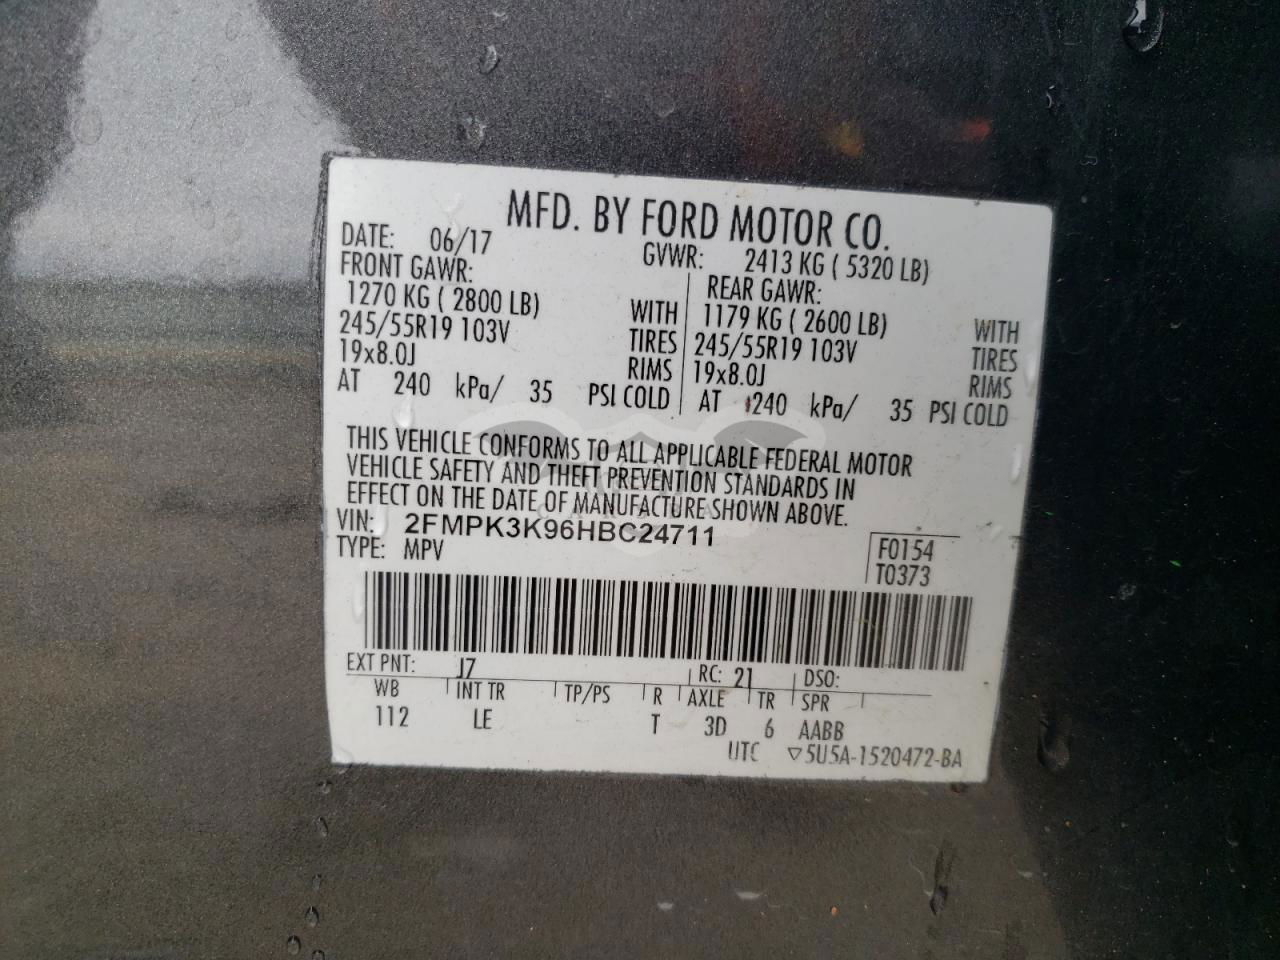 MFD. BY FORD MOTOR CO.
DATE: 06/17 GVWR: 2413 KG ( 5320 LB)
FRONT GAWR: REAR GAWR:
1270 KG ( 2800 LB) WITH 1179 KG ( 2600 LB) WITH
245/55R19 103V TIRES 245/55R19 103V TIRES
19x8.0J RIMS 19x8.0J RIMS
AT 240 kPa/ 35 PSI COLD AT 240 kPa/ 35 PSI COLD
THIS VEHICLE CONFORMS TO ALL APPLICABLE FEDERAL MOTOR
VEHICLE SAFETY AND THEFT PREVENTION STANDARDS IN
EFFECT ON THE DATE OF MANUFACTURE SHOWN ABOVE.
VIN: 2FMPK3K96HBC24711
TYPE: MPV
F0154
T0373
EXT PNT: J7 RC: 21 DSO:
WB INT TR TP/PS R AXLE TR SPR
112 LE T 3D 6 AABB
UTC ▽5U5A-1520472-BA